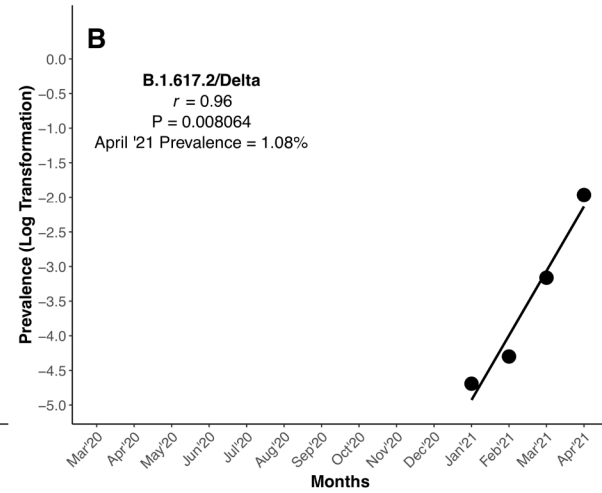 B
B.1.617.2/Delta
r = 0.96
P = 0.008064
April '21 Prevalence = 1.08%
Prevalence (Log Transformation)
0.0
−0.5
−1.0
−1.5
−2.0
−2.5
−3.0
−3.5
−4.0
−4.5
−5.0
Mar'20
Apr'20
May'20
Jun'20
Jul'20
Aug'20
Sep'20
Oct'20
Nov'20
Dec'20
Jan'21
Feb'21
Mar'21
Apr'21
Months